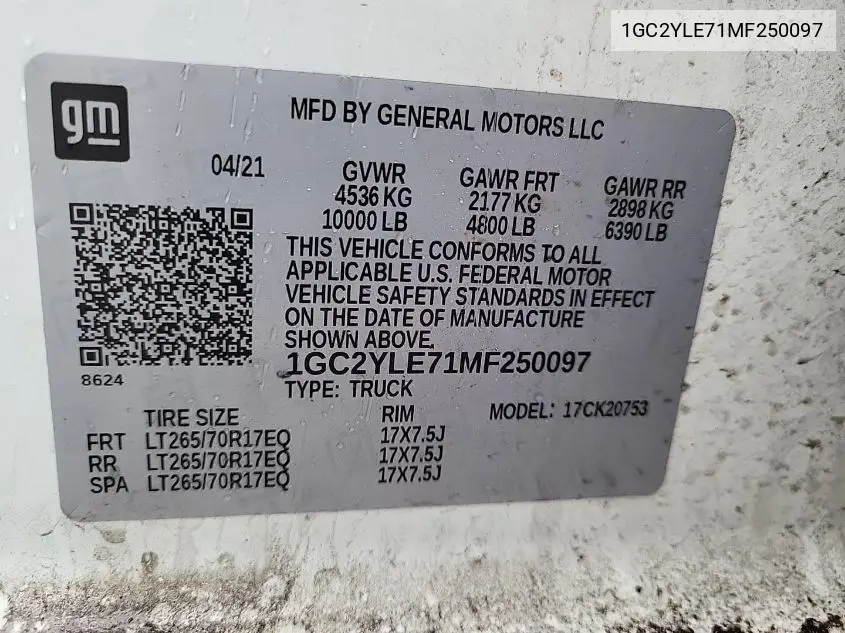 1GC2YLE71MF250097
gm
MFD BY GENERAL MOTORS LLC
04/21 GVWR GAWR FRT GAWR RR
4536 KG 2177 KG 2898 KG
10000 LB 4800 LB 6390 LB
THIS VEHICLE CONFORMS TO ALL
APPLICABLE U.S. FEDERAL MOTOR
VEHICLE SAFETY STANDARDS IN EFFECT
ON THE DATE OF MANUFACTURE
SHOWN ABOVE.
1GC2YLE71MF250097
8624
TYPE: TRUCK
TIRE SIZE RIM MODEL: 17CK20753
FRT LT265/70R17EQ 17X7.5J
RR LT265/70R17EQ 17X7.5J
SPA LT265/70R17EQ 17X7.5J